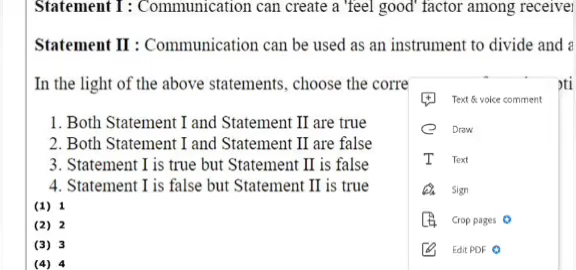 Statement I : Communication can create a 'feel good' factor among
Statement II : Communication can be used as an instrument to divide and
In the light of the above statements, choose the
1. Both Statement I and Statement II are true
2. Both Statement I and Statement II are false
3. Statement I is true but Statement II is false
4. Statement I is false but Statement II is true
(1) 1
(2) 2
(3) 3
(4) 4
Text & voice comment
Draw
Text
Sign
Crop pages
Edit PDF